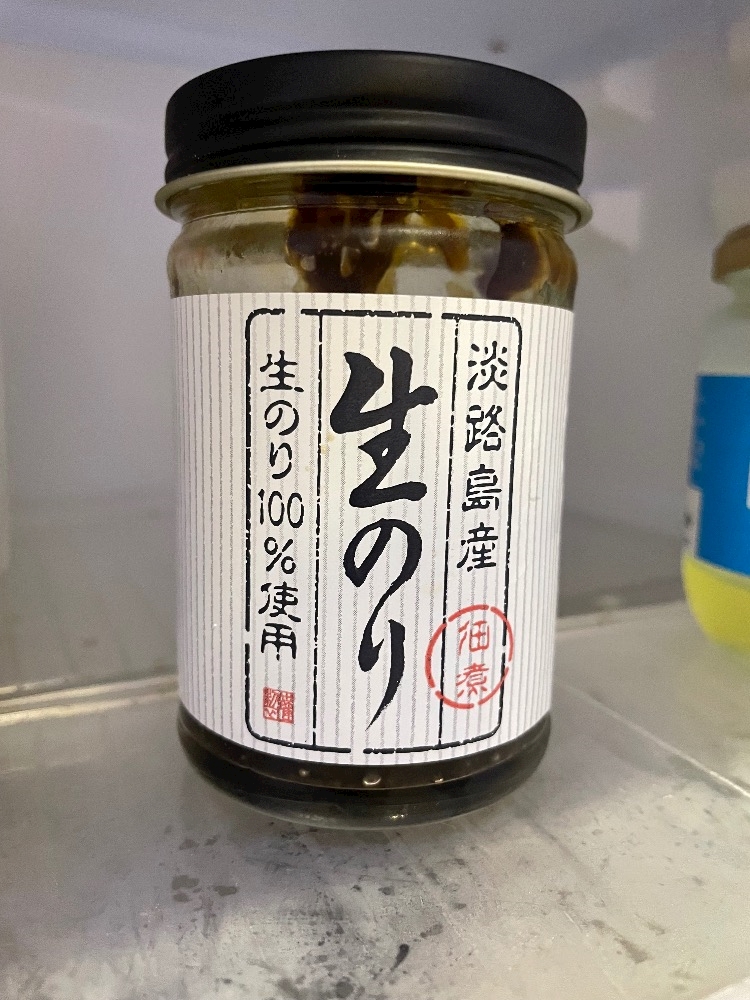 淡路島産
佃煮
生のり
生のり100%使用